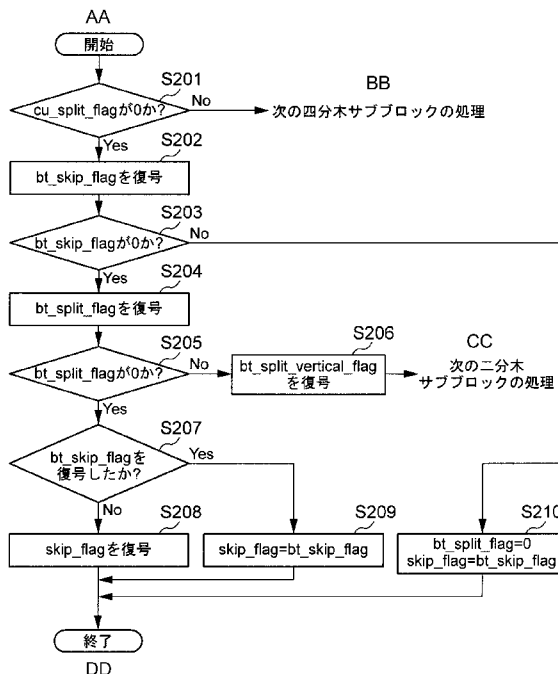 AA
開始
S201
cu_split_flagが0か?
No
BB
次の四分木サブブロックの処理
Yes
S202
bt_skip_flagを復号
S203
bt_skip_flagが0か?
No
Yes
S204
bt_split_flagを復号
S205
bt_split_flagが0か?
No
S206
bt_split_vertical_flag
を復号
CC
次の二分木
サブブロックの処理
Yes
S207
bt_skip_flagを
復号したか?
Yes
No
S208
skip_flagを復号
S209
skip_flag=bt_skip_flag
S210
bt_split_flag=0
skip_flag=bt_skip_flag
終了
DD